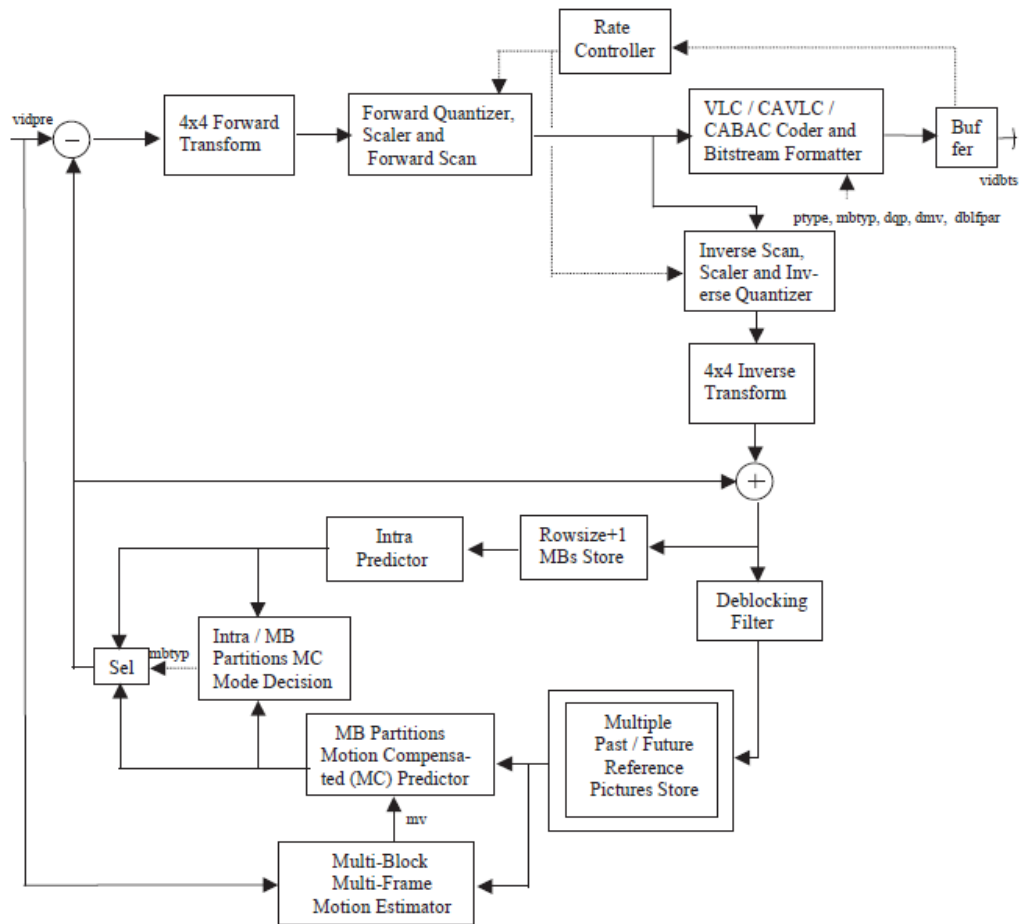 Rate
Controller
vidpre
−
4x4 Forward
Transform
Forward Quantizer,
Scaler and
Forward Scan
VLC / CAVLC /
CABAC Coder and
Bitstream Formatter
Buf
fer
vidbts
ptype, mbtyp, dqp, dmv, dblfpar
Inverse Scan,
Scaler and Inv-
erse Quantizer
4x4 Inverse
Transform
+
Intra
Predictor
Rowsize+1
MBs Store
Deblocking
Filter
Sel
mbtyp
Intra / MB
Partitions MC
Mode Decision
MB Partitions
Motion Compensa-
ted (MC) Predictor
Multiple
Past / Future
Reference
Pictures Store
mv
Multi-Block
Multi-Frame
Motion Estimator